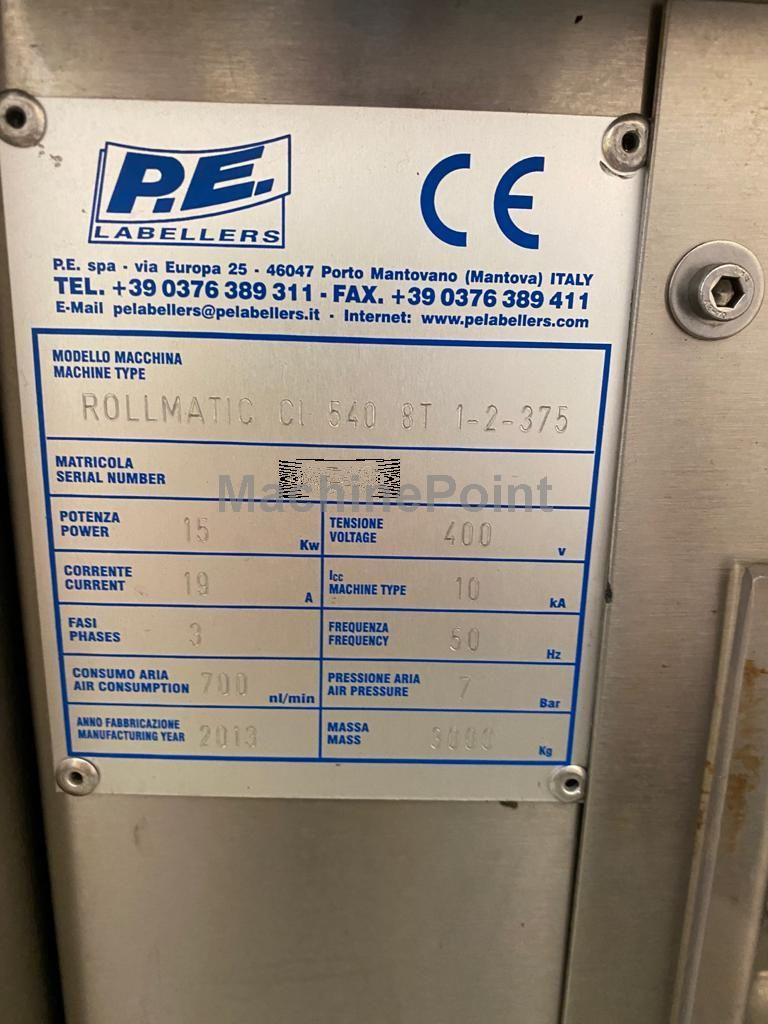 P.E.
LABELLERS
CE
P.E. spa - via Europa 25 - 46047 Porto Mantovano (Mantova) ITALY
TEL. +39 0376 389 311 - FAX. +39 0376 389 411
E-Mail pelabellers@pelabellers.it - Internet: www.pelabellers.com
MODELLO MACCHINA
MACHINE TYPE
ROLLMATIC CL 540 8T 1-2-375
MATRICOLA
SERIAL NUMBER
MachinePoint
POTENZA
POWER 15 Kw
TENSIONE
VOLTAGE 400 V
CORRENTE
CURRENT 19 A
Icc
MACHINE TYPE 10 kA
FASI
PHASES 3
FREQUENZA
FREQUENCY 50 Hz
CONSUMO ARIA
AIR CONSUMPTION 700 nl/min
PRESSIONE ARIA
AIR PRESSURE 7 Bar
ANNO FABBRICAZIONE
MANUFACTURING YEAR 2013
MASSA
MASS 3000 Kg